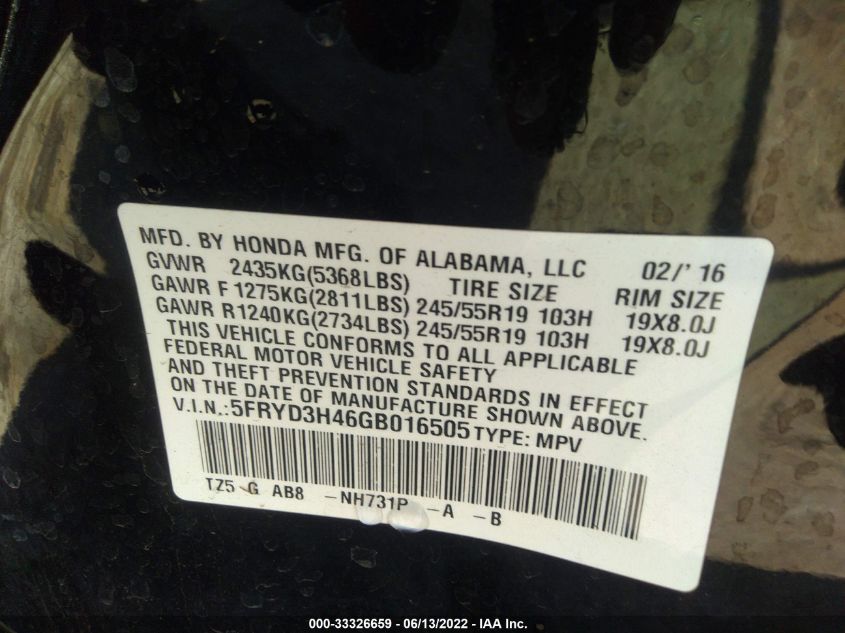 MFD. BY HONDA MFG. OF ALABAMA, LLC 02/' 16
GVWR 2435KG(5368LBS) TIRE SIZE RIM SIZE
GAWR F 1275KG(2811LBS) 245/55R19 103H 19X8.0J
GAWR R1240KG(2734LBS) 245/55R19 103H 19X8.0J
THIS VEHICLE CONFORMS TO ALL APPLICABLE
FEDERAL MOTOR VEHICLE SAFETY
AND THEFT PREVENTION STANDARDS IN EFFECT
ON THE DATE OF MANUFACTURE SHOWN ABOVE.
V.I.N.:5FRYD3H46GB016505 TYPE: MPV
TZ5 G AB8 -NH731P -A -B
000-33326659 - 06/13/2022 - IAA Inc.